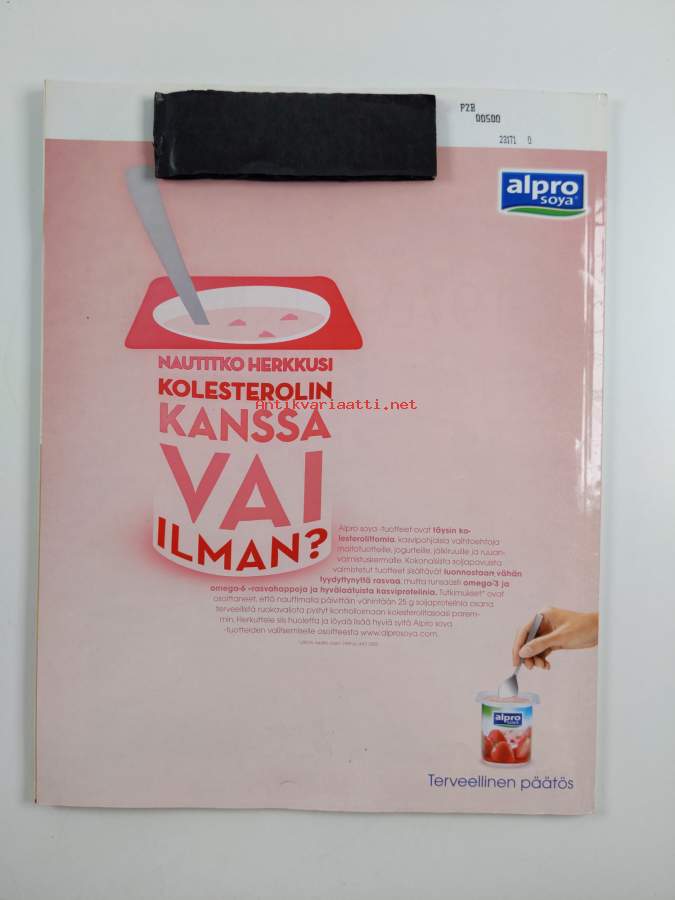 P2B
00500
23171 0
alpro
soya®
NAUTITKO HERKKUSI
KOLESTEROLIN
Antikvariaatti.net
KANSSA
VAI
ILMAN?
Alpro soya -tuotteet ovat täysin ko-
lesterolittomia, kasvipohjaisia vaihtoehtoja
maitotuotteille, jogurteille, jälkiruuille ja ruuan-
valmistuskermalle. Kokonaisista soijapavuista
valmistetut tuotteet sisältävät luonnostaan vähän
tyydyttynyttä rasvaa, mutta runsaasti omega-3 ja
omega-6 -rasvahappoja ja hyvälaatuista kasviproteiinia. Tutkimukset* ovat
osoittaneet, että nauttimalla päivittäin vähintään 25 g soijaproteiinia osana
terveellistä ruokavaliota pystyt kontrolloimaan kolesterolitasoasi parem-
min. Herkuttele siis huoletta ja löydä lisää hyviä syitä Alpro soya
-tuotteiden valitsemiselle osoitteesta www.alprosoya.com.
alpro
soya
Terveellinen päätös